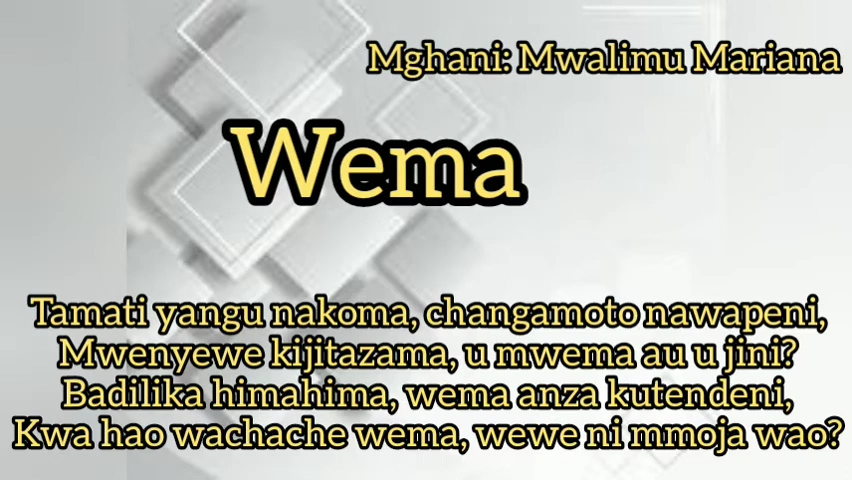 Mghani: Mwalimu Mariana
Wema
Tamati yangu nakoma, changamoto nawapeni,
Mwenyewe kijitazama, u mwema au u jini?
Badilika himahima, wema anza kutendeni,
Kwa hao wachache wema, wewe ni mmoja wao?